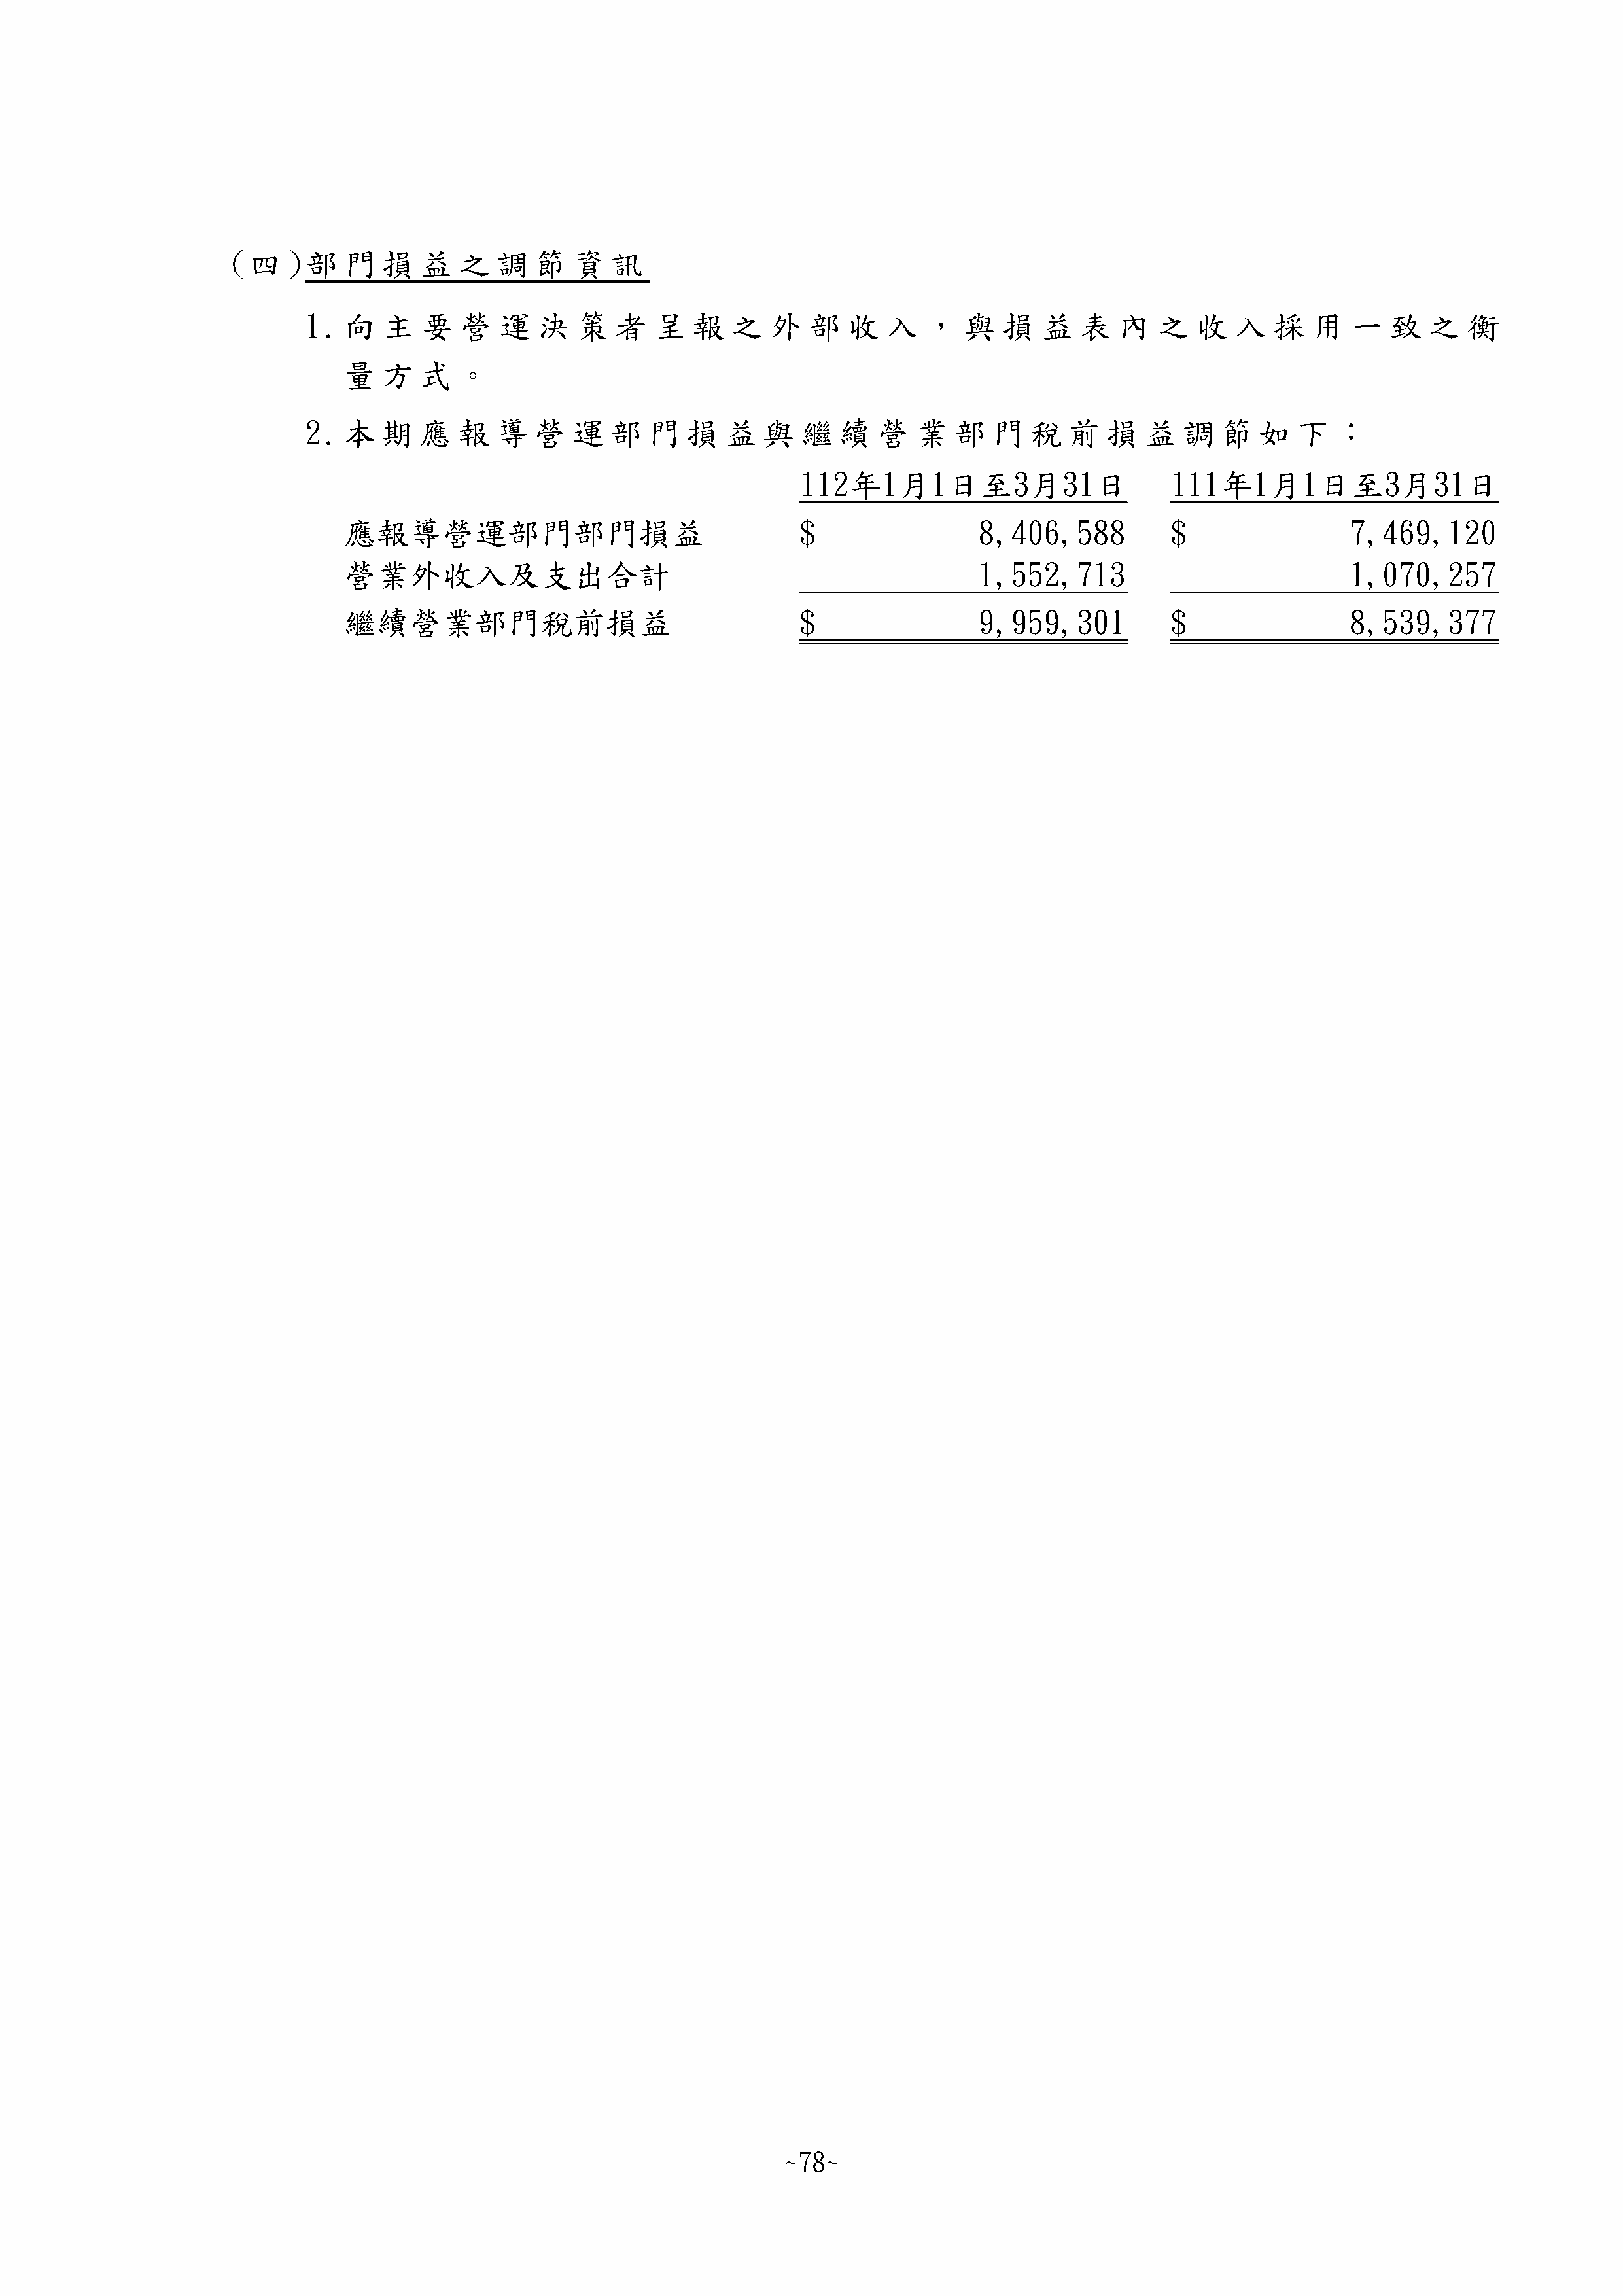 (四)部門損益之調節資訊
1.向主要營運決策者呈報之外部收入，與損益表內之收入採用一致之衡
量方式。
2.本期應報導營運部門損益與繼續營業部門稅前損益調節如下：
112年1月1日至3月31日 111年1月1日至3月31日
應報導營運部門部門損益 $ 8,406,588 $ 7,469,120
營業外收入及支出合計 1,552,713 1,070,257
繼續營業部門稅前損益 $ 9,959,301 $ 8,539,377
~78~